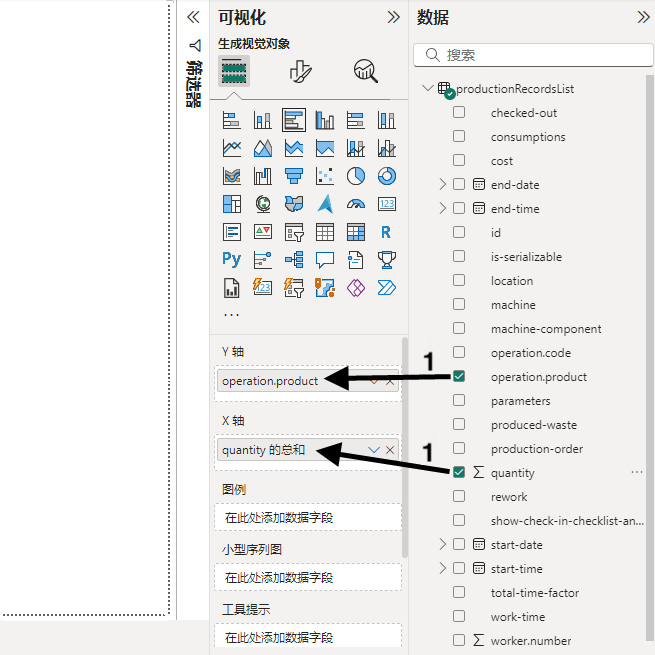 可视化
数据
生成视觉对象
筛选器
搜索
productionRecordsList
checked-out
consumptions
cost
end-date
end-time
id
is-serializable
location
machine
machine-component
operation.code
operation.product
parameters
produced-waste
production-order
quantity
rework
show-check-in-checklist-an...
start-date
start-time
total-time-factor
work-time
worker.number
123
R
Py
123
...
Y 轴
operation.product
1
X 轴
quantity 的总和
1
图例
在此处添加数据字段
小型序列图
在此处添加数据字段
工具提示
在此处添加数据字段